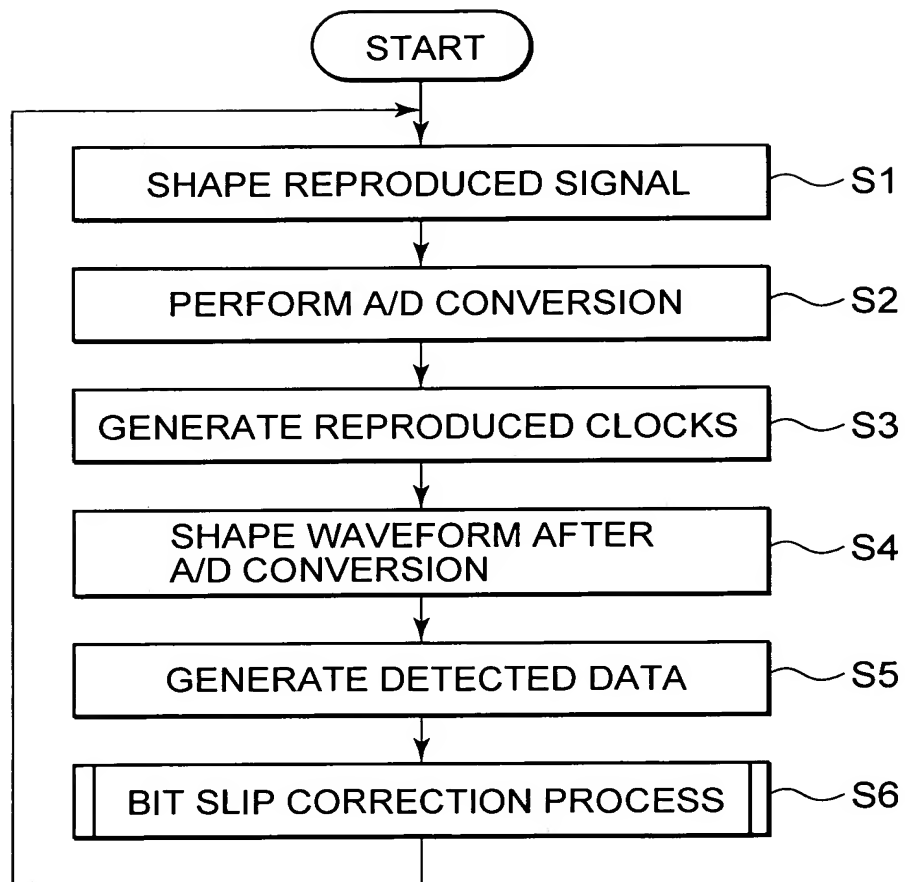 START
SHAPE REPRODUCED SIGNAL
S1
PERFORM A/D CONVERSION
S2
GENERATE REPRODUCED CLOCKS
S3
SHAPE WAVEFORM AFTER
A/D CONVERSION
S4
GENERATE DETECTED DATA
S5
BIT SLIP CORRECTION PROCESS
S6